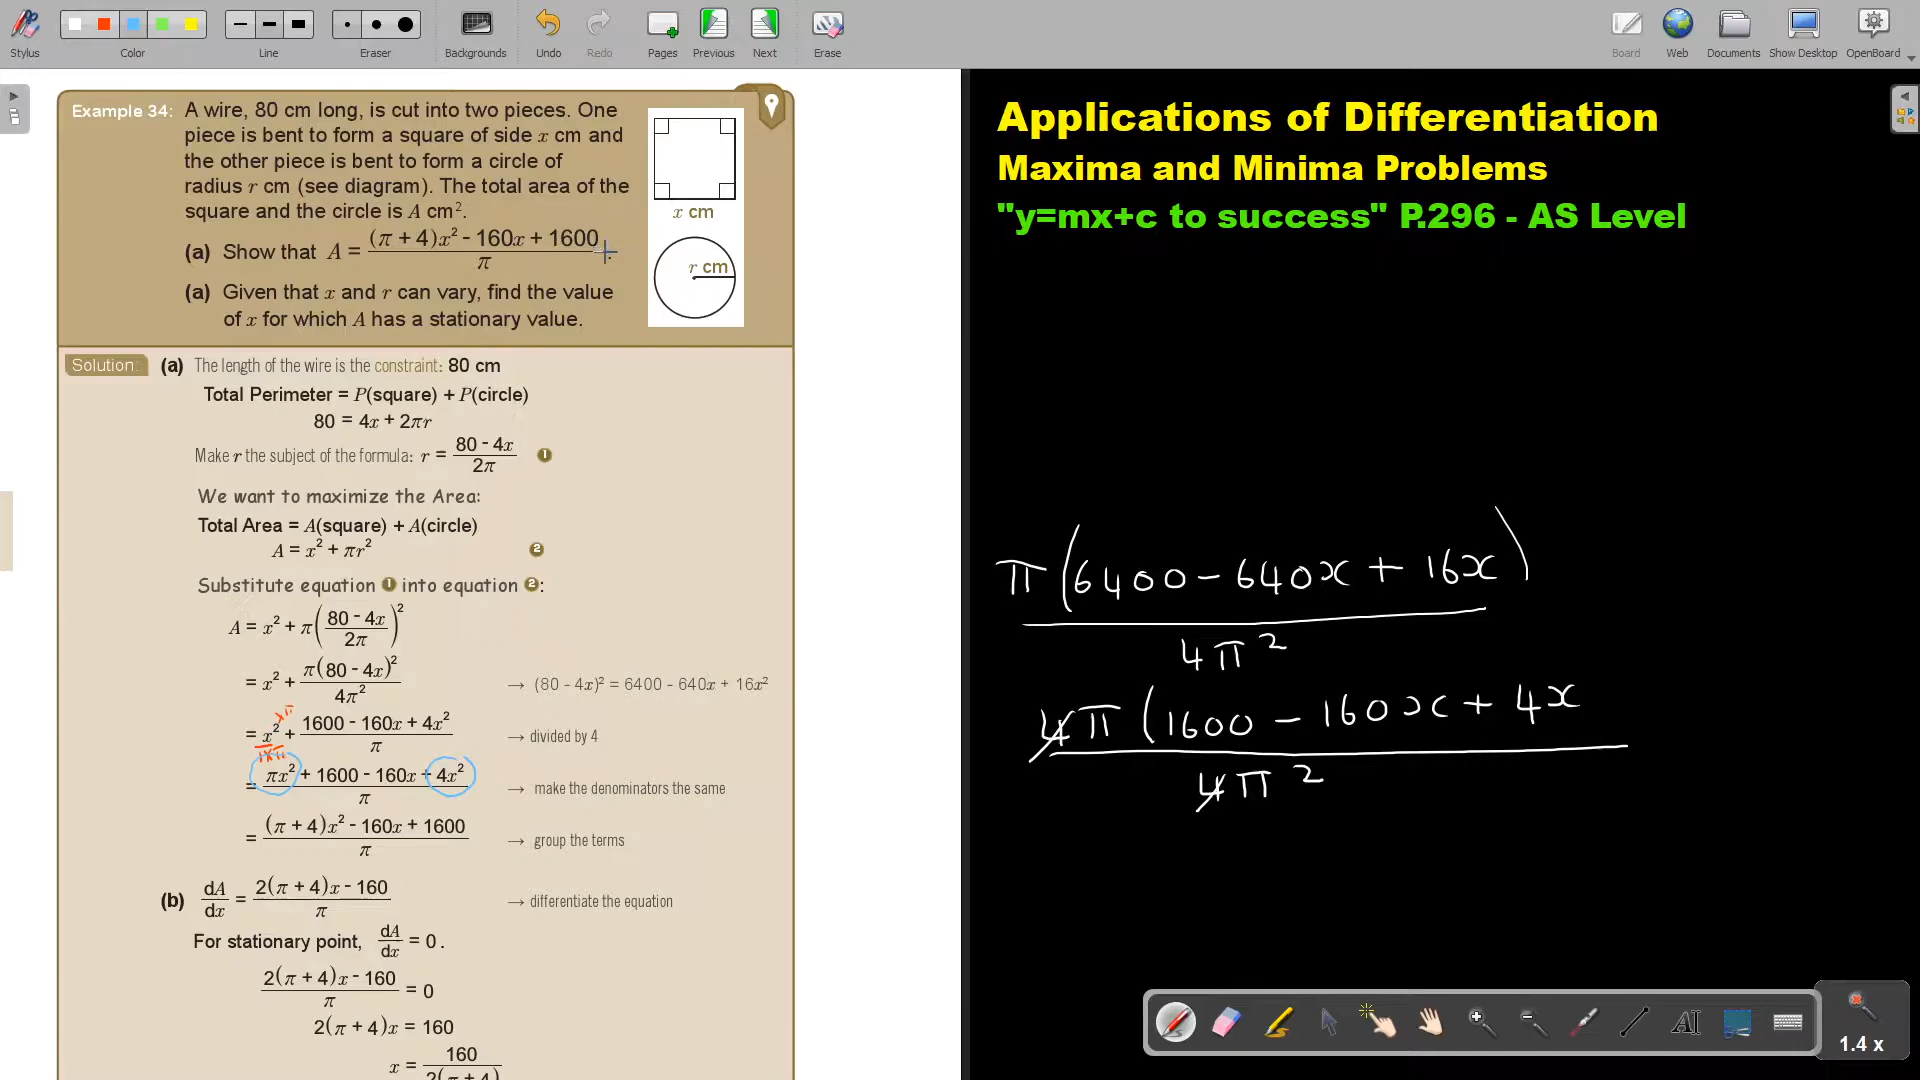 Stylus Color Line Eraser Backgrounds Undo Redo Pages Previous Next Erase Board Web Documents Show Desktop OpenBoard
Example 34: A wire, 80 cm long, is cut into two pieces. One
piece is bent to form a square of side x cm and
the other piece is bent to form a circle of
radius r cm (see diagram). The total area of the
square and the circle is A cm².
(a) Show that A = ((π + 4)x² - 160x + 1600)/π.
(a) Given that x and r can vary, find the value
of x for which A has a stationary value.
x cm
r cm
Solution: (a) The length of the wire is the constraint: 80 cm
Total Perimeter = P(square) + P(circle)
80 = 4x + 2πr
Make r the subject of the formula: r = (80 - 4x)/2π 1
We want to maximize the Area:
Total Area = A(square) + A(circle)
A = x² + πr² 2
Substitute equation 1 into equation 2:
A = x² + π((80 - 4x)/2π)²
= x² + π(80 - 4x)²/4π² → (80 - 4x)² = 6400 - 640x + 16x²
= x² + (1600 - 160x + 4x²)/π → divided by 4
= (πx² + 1600 - 160x + 4x²)/π → make the denominators the same
= ((π + 4)x² - 160x + 1600)/π → group the terms
(b) dA/dx = (2(π + 4)x - 160)/π → differentiate the equation
For stationary point, dA/dx = 0.
(2(π + 4)x - 160)/π = 0
2(π + 4)x = 160
x = 160/2(π + 4)
Applications of Differentiation
Maxima and Minima Problems
"y=mx+c to success" P.296 - AS Level
π(6400 - 640x + 16x)
4π²
4π(1600 - 160x + 4x
4π²
1.4 x